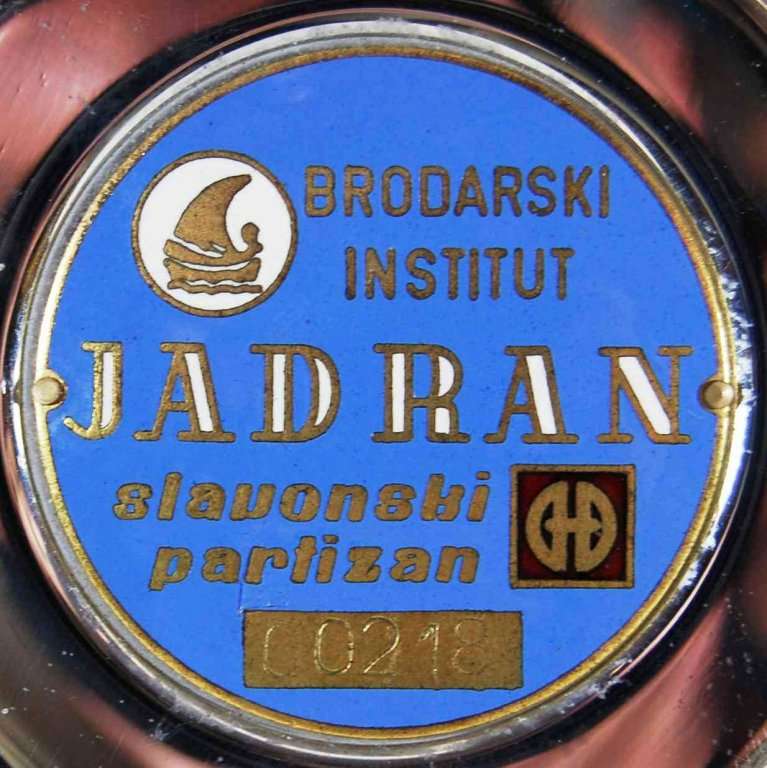 BRODARSKI
INSTITUT
JADRAN
slavonski
partizan
00218